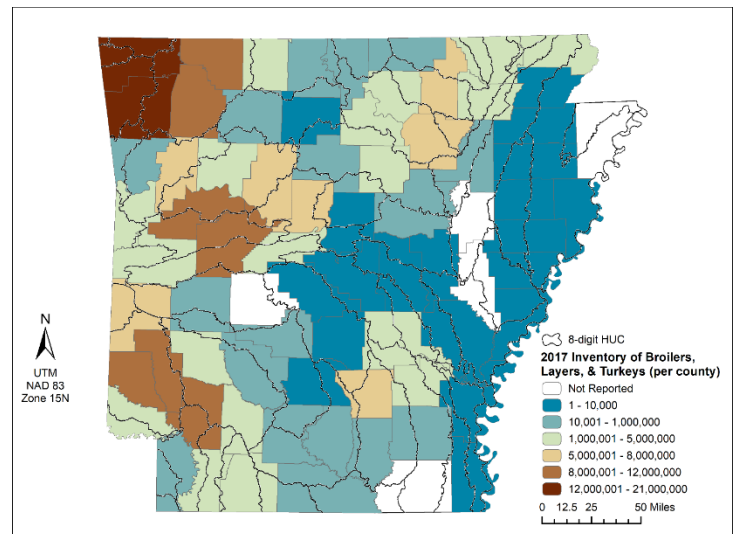 N
UTM
NAD 83
Zone 15N
8-digit HUC
2017 Inventory of Broilers,
Layers, & Turkeys (per county)
Not Reported
1 - 10,000
10,001 - 1,000,000
1,000,001 - 5,000,000
5,000,001 - 8,000,000
8,000,001 - 12,000,000
12,000,001 - 21,000,000
0 12.5 25 50 Miles